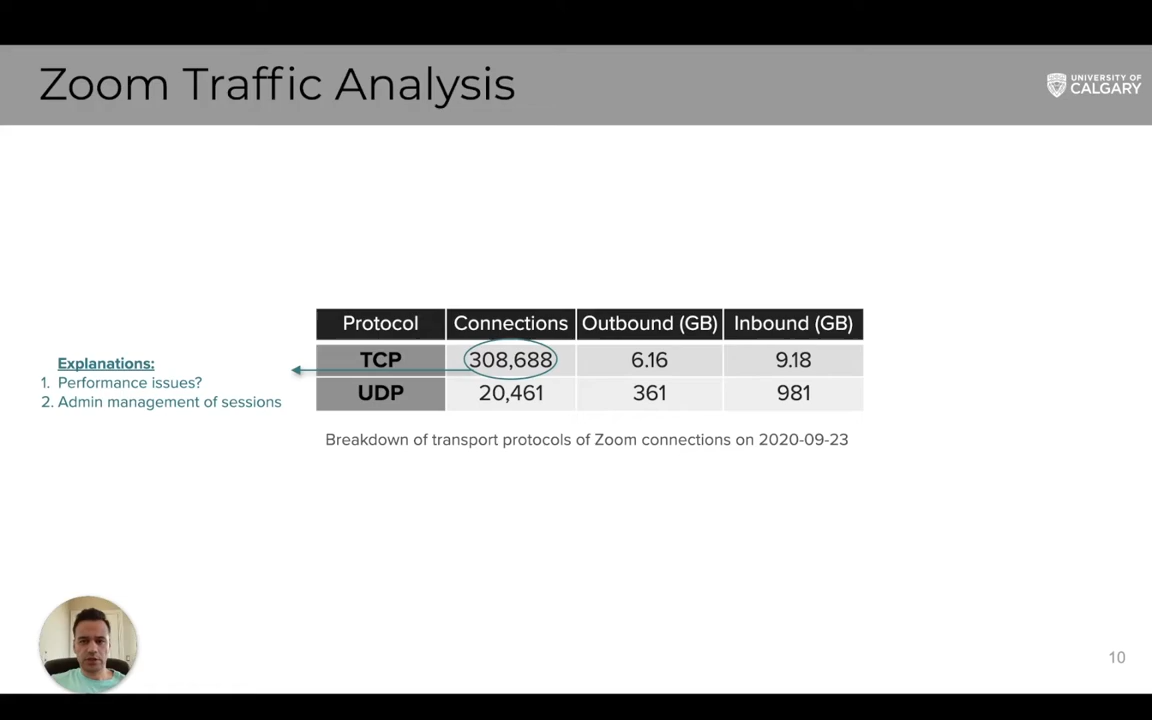 Zoom Traffic Analysis
UNIVERSITY OF
CALGARY
Protocol Connections Outbound (GB) Inbound (GB)
TCP 308,688 6.16 9.18
UDP 20,461 361 981
Explanations:
1. Performance issues?
2. Admin management of sessions
Breakdown of transport protocols of Zoom connections on 2020-09-23
10